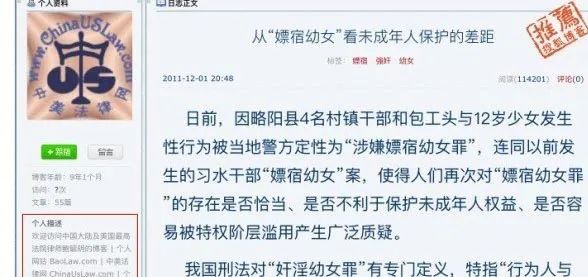 个人资料
日志正文
www.ChinaUsLaw.com
US
中美法律网
跟随
留言
博客年龄：9年1个月
访问：?次
文章：55篇
个人描述
欢迎访问中国大陆及美国最高
法院律师鲍毓明的博客 | 个人
网站 BaoLaw.com | 中美法
律网 ChinaUsLaw.com | 个
推薦
搜狐博客
从“嫖宿幼女”看未成年人保护的差距
标签： 嫖宿 强奸 幼女
2011-12-01 20:48
阅读(114201) 评论(0)
日前，因略阳县4名村镇干部和包工头与12岁少女发生
性行为被当地警方定性为“涉嫌嫖宿幼女罪”，连同以前发
生的习水干部“嫖宿幼女”案，使得人们再次对“嫖宿幼女罪”
的存在是否恰当、是否不利于保护未成年人权益、是否容
易被特权阶层滥用产生广泛质疑。
我国刑法对“奸淫幼女罪”有专门定义，特指“行为人与